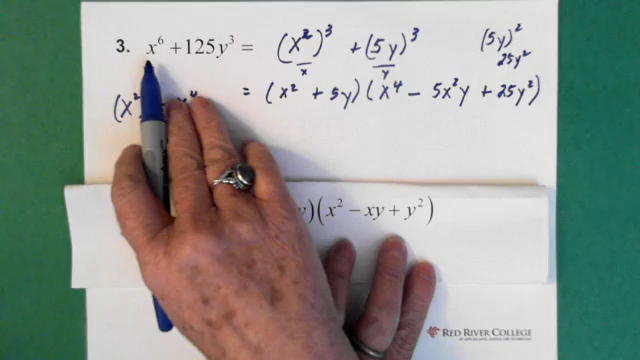 3. x⁶ + 125y³ = (x²)³ + (5y)³
x y
(5y)²
25y²
= (x² + 5y)(x⁴ − 5x²y + 25y²)
(x²
y)(x² − xy + y²)
RED RIVER COLLEGE